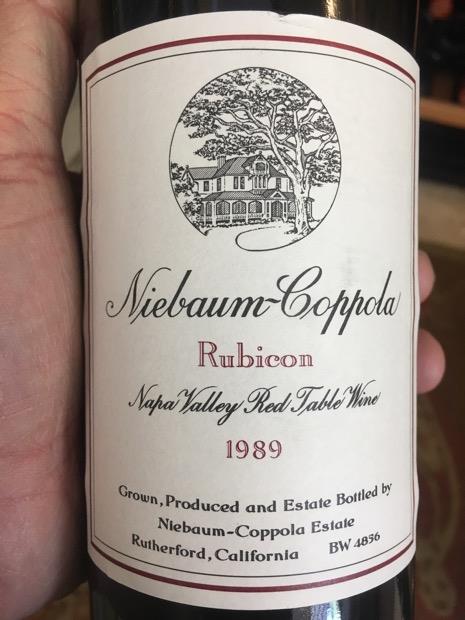 Niebaum-Coppola
Rubicon
Napa Valley Red Table Wine
1989
Grown, Produced and Estate Bottled by
Niebaum-Coppola Estate
Rutherford, California BW 4856